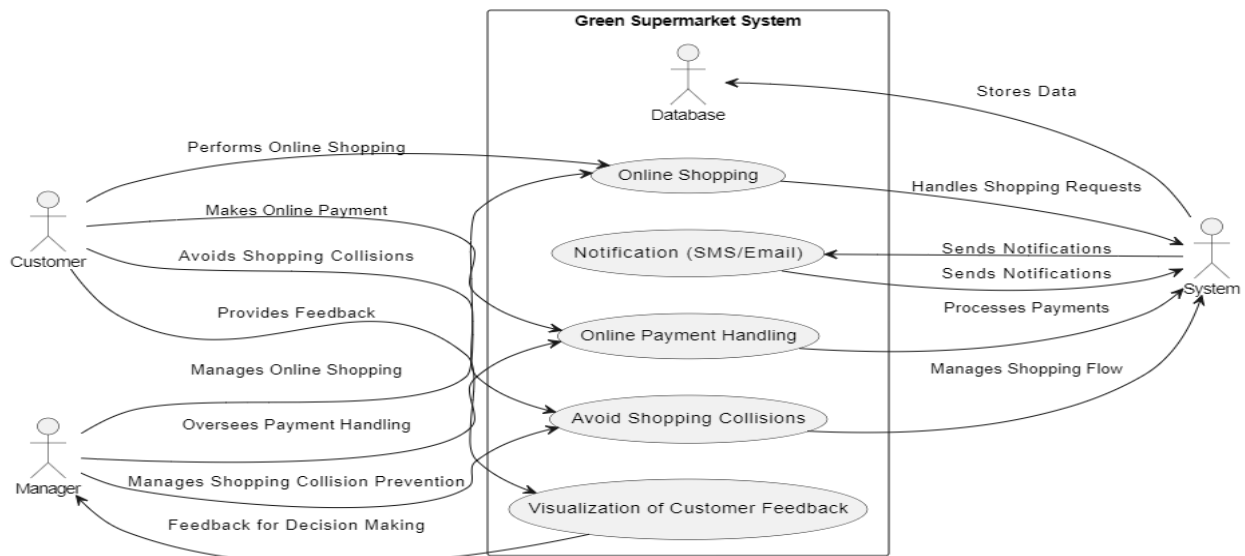 Green Supermarket System
Database
Stores Data
Performs Online Shopping
Online Shopping
Handles Shopping Requests
Customer
Makes Online Payment
Avoids Shopping Collisions
Notification (SMS/Email)
Sends Notifications
Sends Notifications
System
Provides Feedback
Online Payment Handling
Processes Payments
Manages Online Shopping
Manages Shopping Flow
Oversees Payment Handling
Avoid Shopping Collisions
Manager
Manages Shopping Collision Prevention
Visualization of Customer Feedback
Feedback for Decision Making